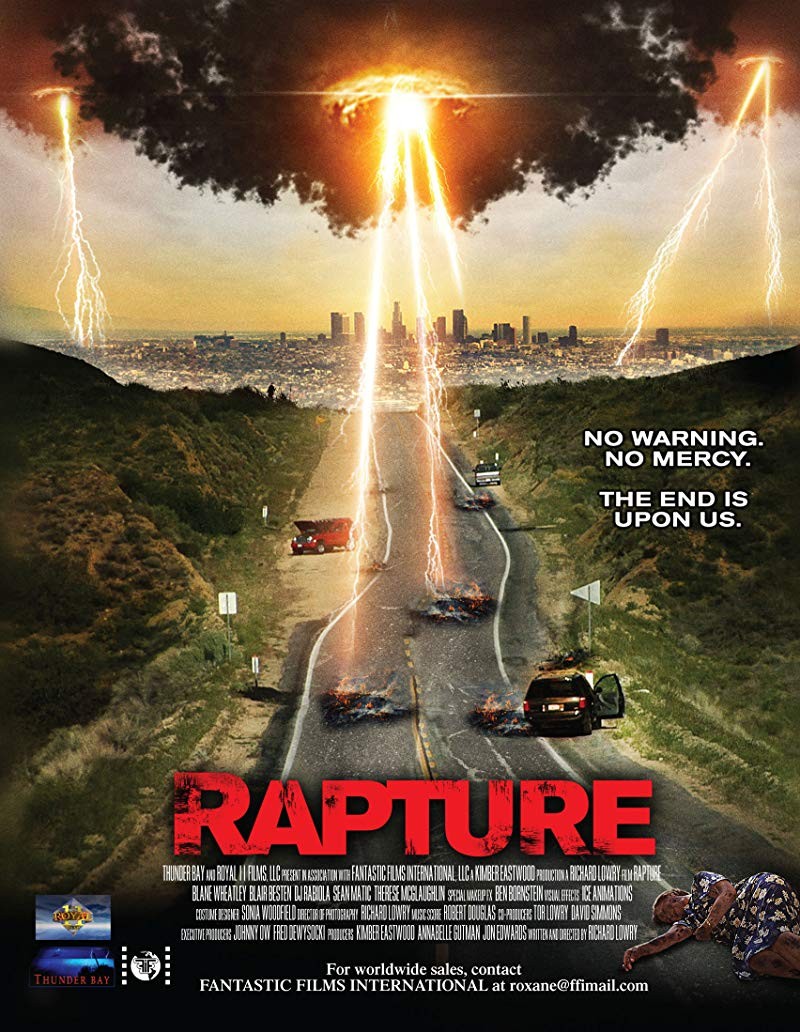 NO WARNING.
NO MERCY.
THE END IS
UPON US.
RAPTURE
THUNDER BAY AND ROYAL II FILMS, LLC PRESENT IN ASSOCIATION WITH FANTASTIC FILMS INTERNATIONAL, LLC A KIMBER EASTWOOD PRODUCTION A RICHARD LOWRY FILM RAPTURE
BLANE WHEATLEY BLAIR BESTEN DJ RABIOLA SEAN MATIC THERESE MCGLAUGHLIN SPECIAL MAKEUP FX BEN BORNSTEIN VISUAL EFFECTS ICE ANIMATIONS
COSTUME DESIGNER SONIA WOODFIELD DIRECTOR OF PHOTOGRAPHY RICHARD LOWRY MUSIC SCORE ROBERT DOUGLAS CO-PRODUCERS TOR LOWRY DAVID SIMMONS
EXECUTIVE PRODUCERS JOHNNY OW FRED DEWYSOCKI PRODUCERS KIMBER EASTWOOD ANNABELLE GUTMAN JON EDWARDS WRITTEN AND DIRECTED BY RICHARD LOWRY
ROYAL
THUNDER BAY
For worldwide sales, contact
FANTASTIC FILMS INTERNATIONAL at roxane@ffimail.com